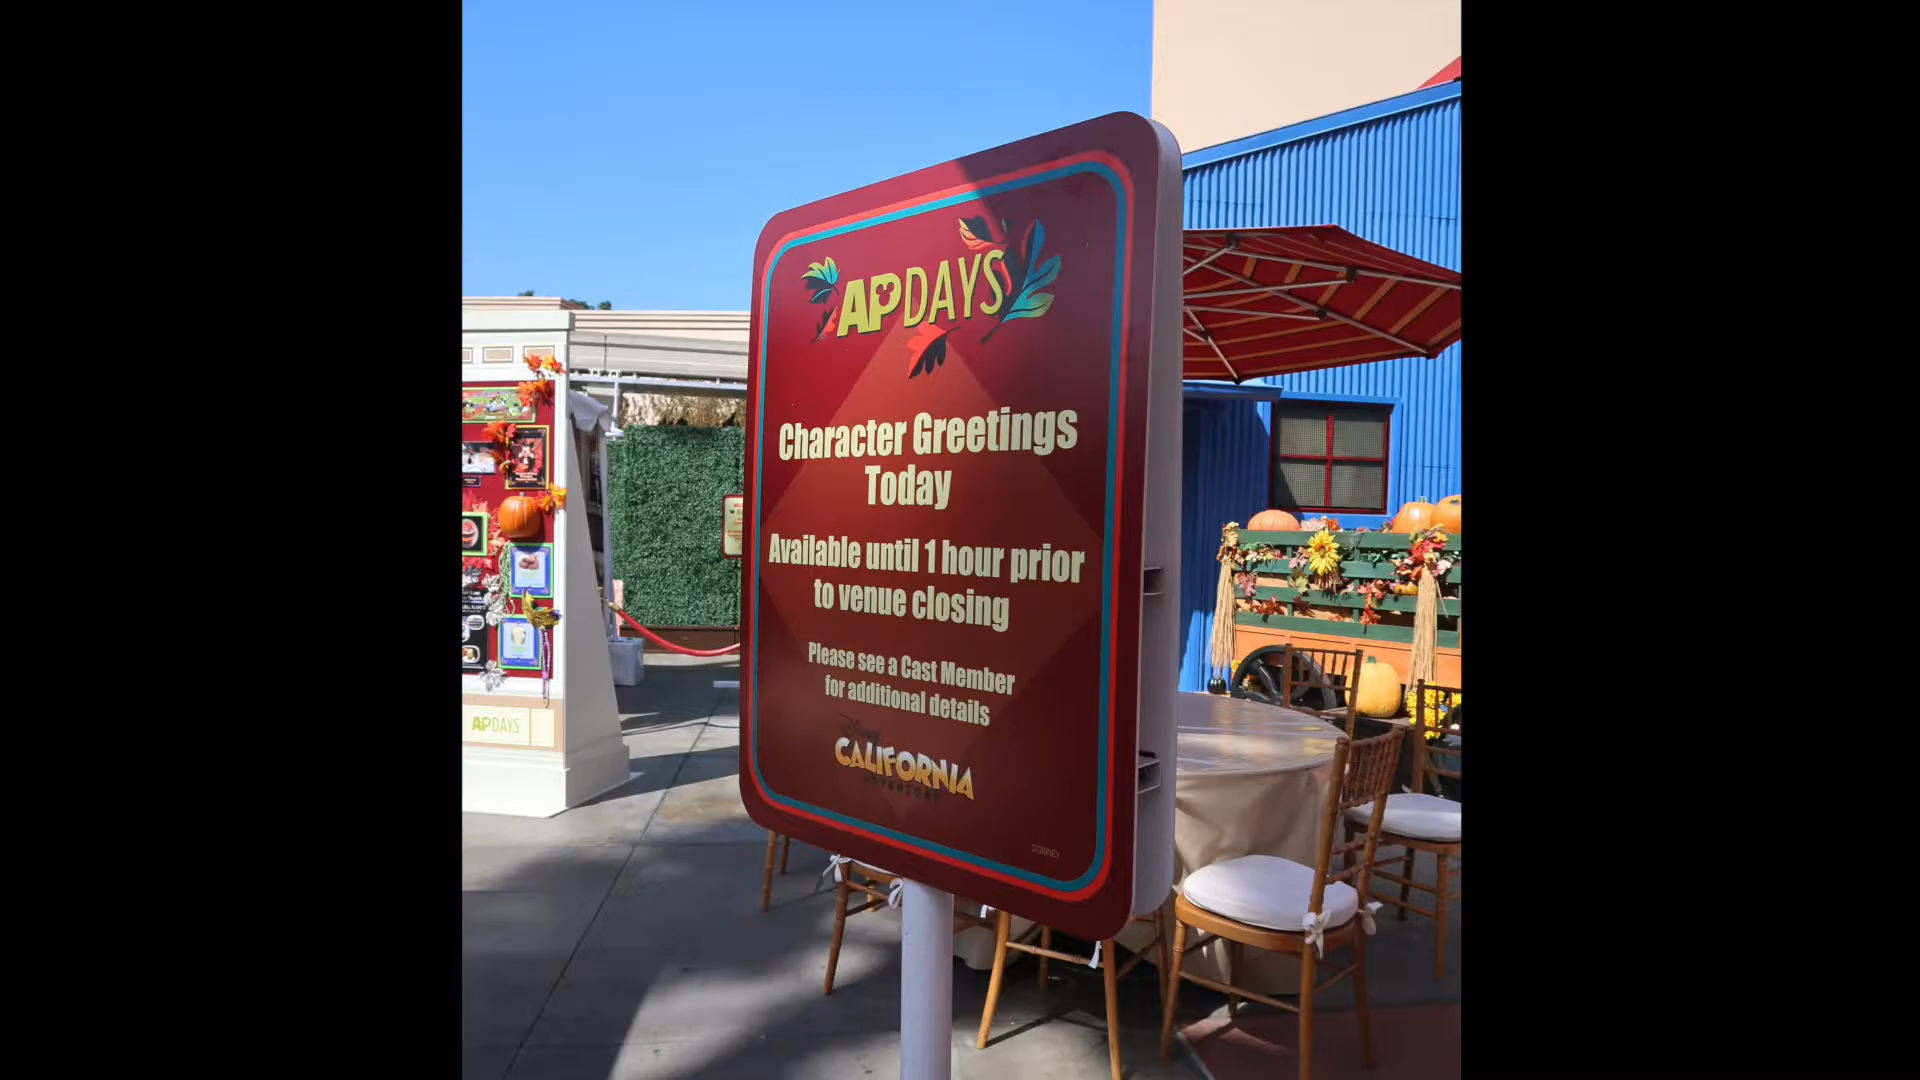 APDAYS
Character Greetings
Today
Available until 1 hour prior
to venue closing
Please see a Cast Member
for additional details
Disney
CALIFORNIA
ADVENTURE
©DISNEY
APDAYS